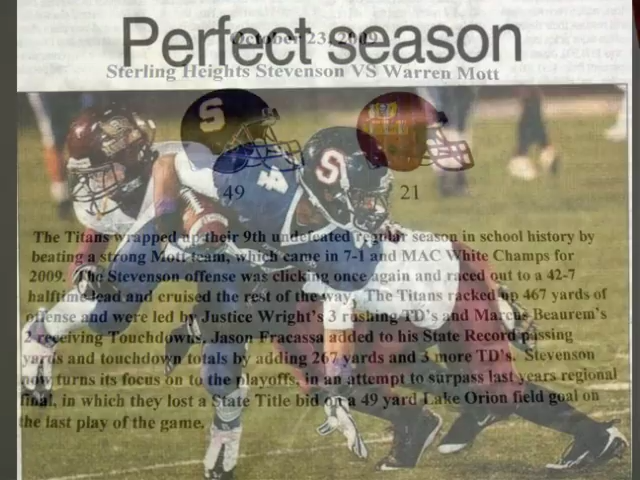 Perfect season
October 23, 2009
Sterling Heights Stevenson VS Warren Mott
S
S
4
49
21
The Titans wrapped up their 9th undefeated regular season in school history by
beating a strong Mott team, which came in 7-1 and MAC White Champs for
2009. The Stevenson offense was clicking once again and raced out to a 42-7
halftime lead and cruised the rest of the way. The Titans racked up 467 yards of
offense and were led by Justice Wright's 3 rushing TD's and Marcus Beaurem's
2 receiving Touchdowns. Jason Fracassa added to his State Record passing
yards and touchdown totals by adding 267 yards and 3 more TD's. Stevenson
now turns its focus on to the playoffs, in an attempt to surpass last years regional
final, in which they lost a State Title bid on a 49 yard Lake Orion field goal on
the last play of the game.